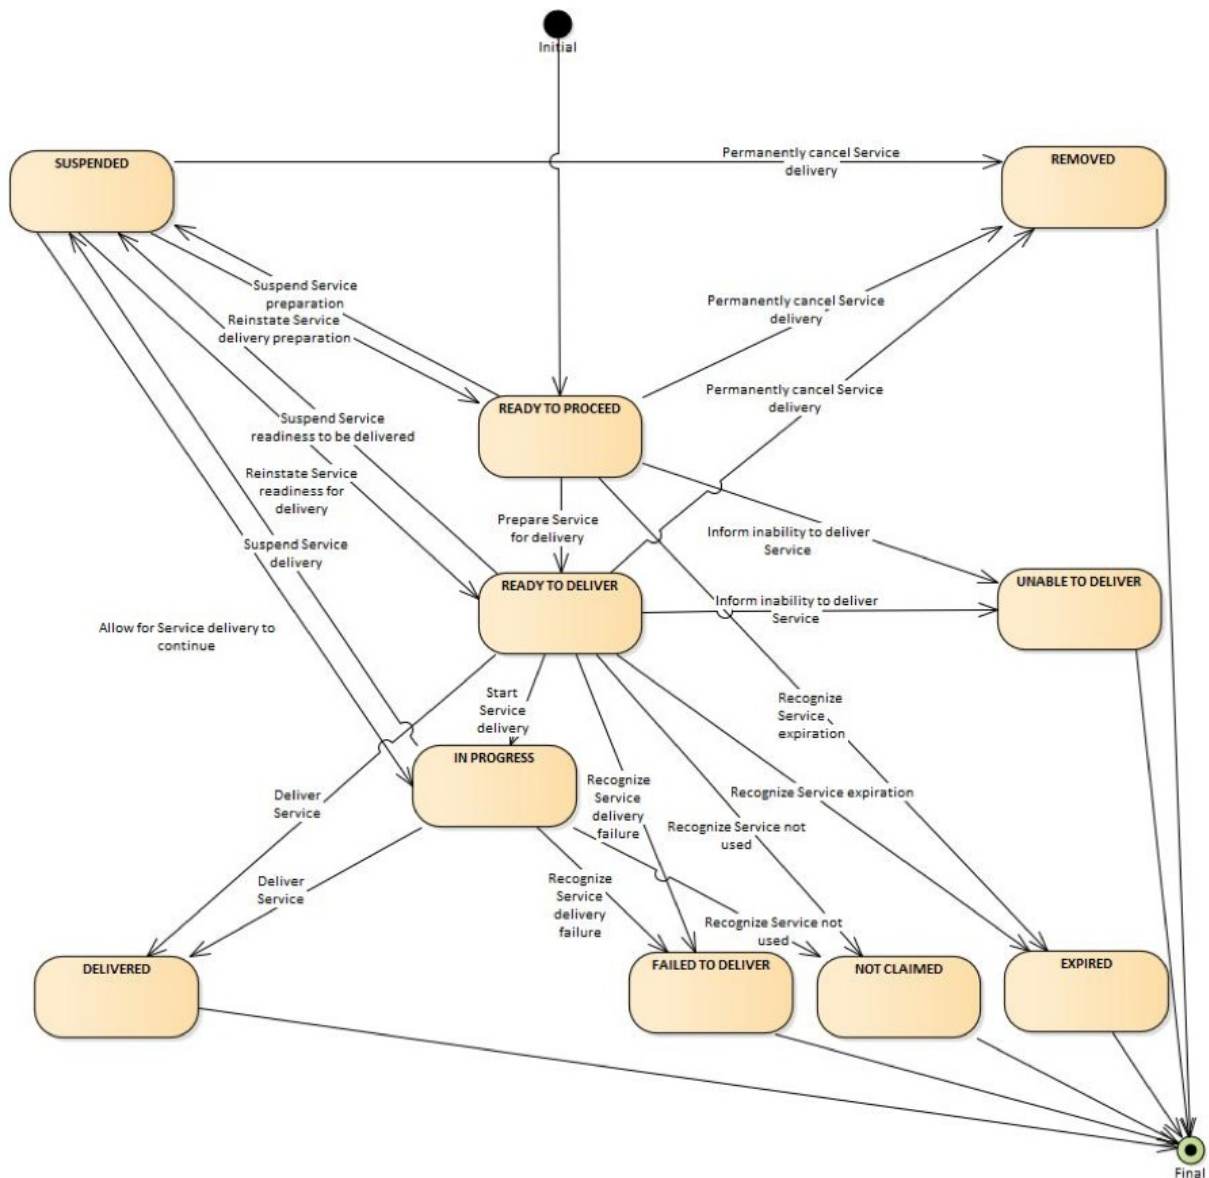 Initial
SUSPENDED
Permanently cancel Service
delivery
REMOVED
Suspend Service
preparation
Reinstate Service
delivery preparation
Permanently cancel Service
delivery
Permanently cancel Service
delivery
READY TO PROCEED
Suspend Service
readiness to be delivered
Reinstate Service
readiness for
delivery
Suspend Service
delivery
Prepare Service
for delivery
Inform inability to deliver
Service
READY TO DELIVER
Inform inability to deliver
Service
UNABLE TO DELIVER
Allow for Service delivery to
continue
Start
Service
delivery
Recognize
Service
expiration
IN PROGRESS
Deliver
Service
Recognize
Service
delivery
failure
Recognize Service expiration
Recognize Service not
used
Deliver
Service
Recognize
Service
delivery
failure
Recognize Service not
used
DELIVERED
FAILED TO DELIVER
NOT CLAIMED
EXPIRED
Final